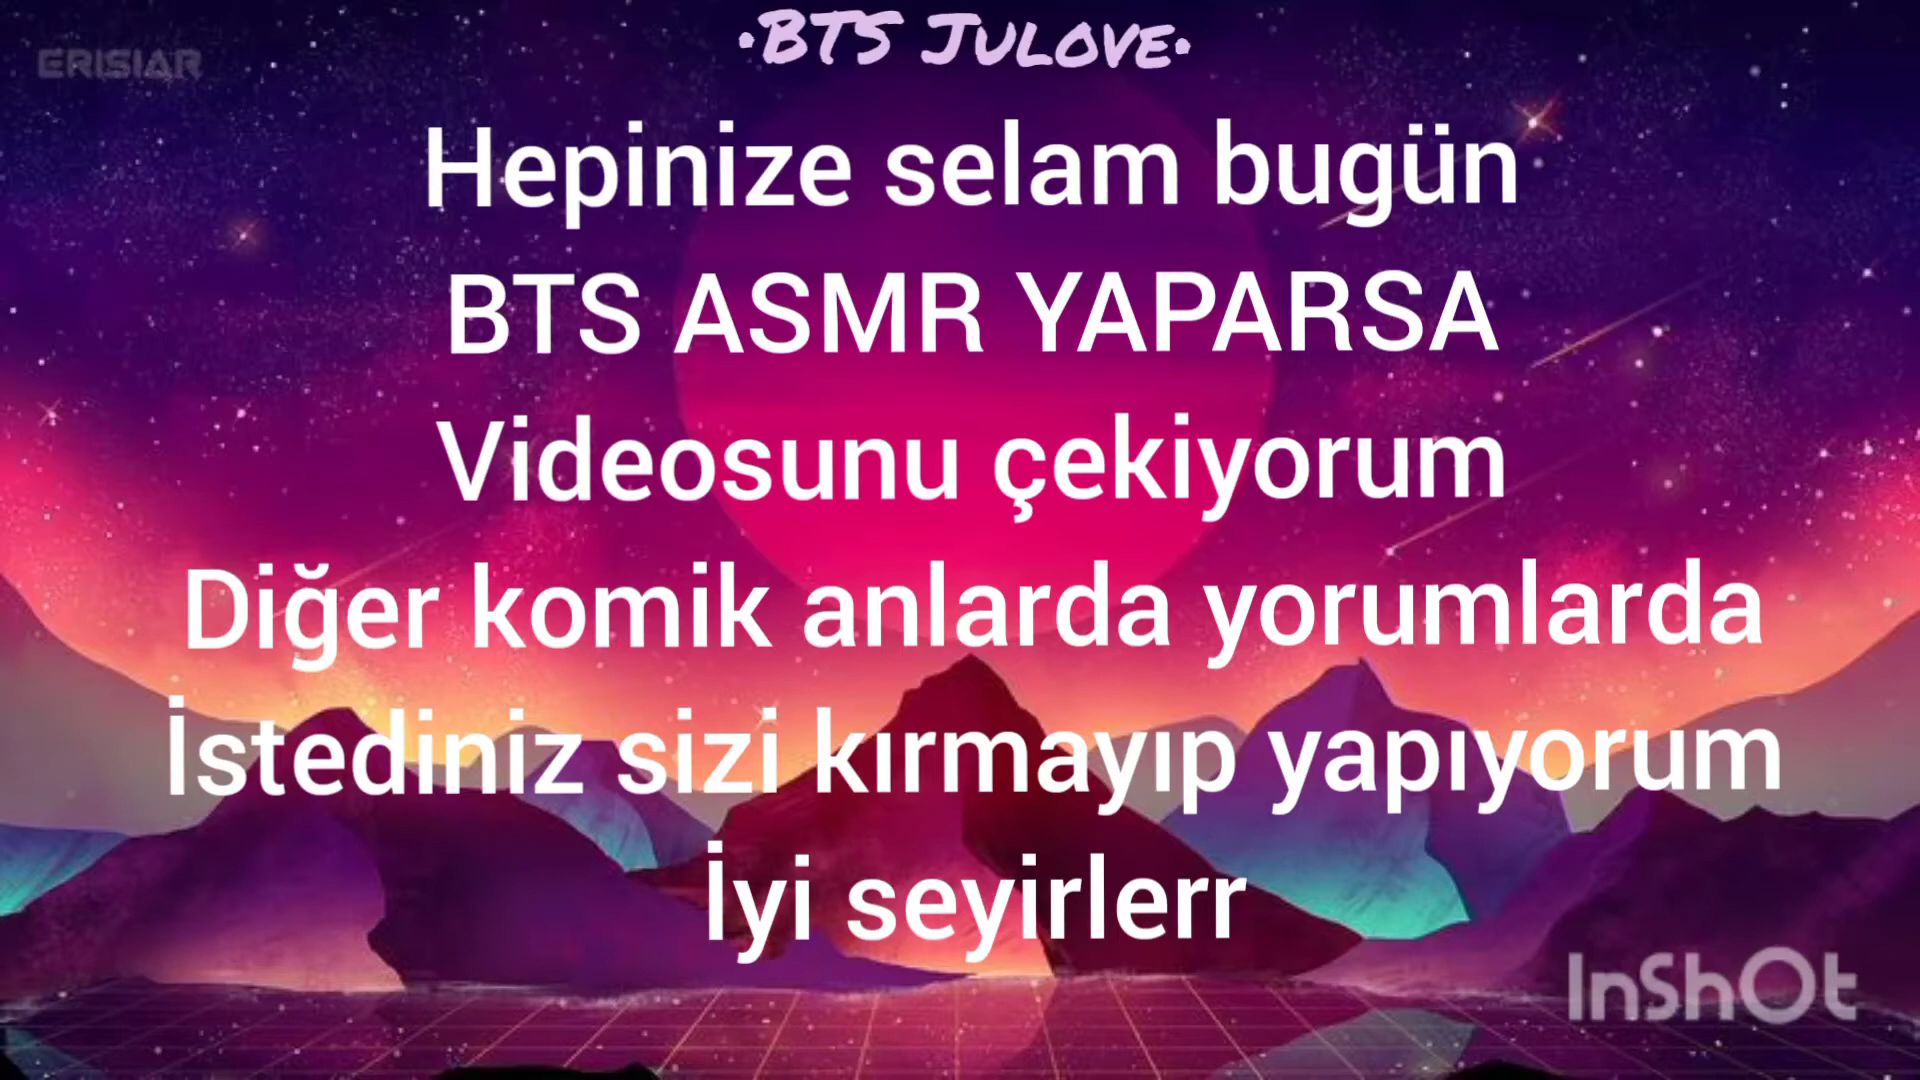 •BTS Julove•
ERISIAR
Hepinize selam bugün
BTS ASMR YAPARSA
Videosunu çekiyorum
Diğer komik anlarda yorumlarda
İstediniz sizi kırmayıp yapıyorum
İyi seyirlerr
InShOt